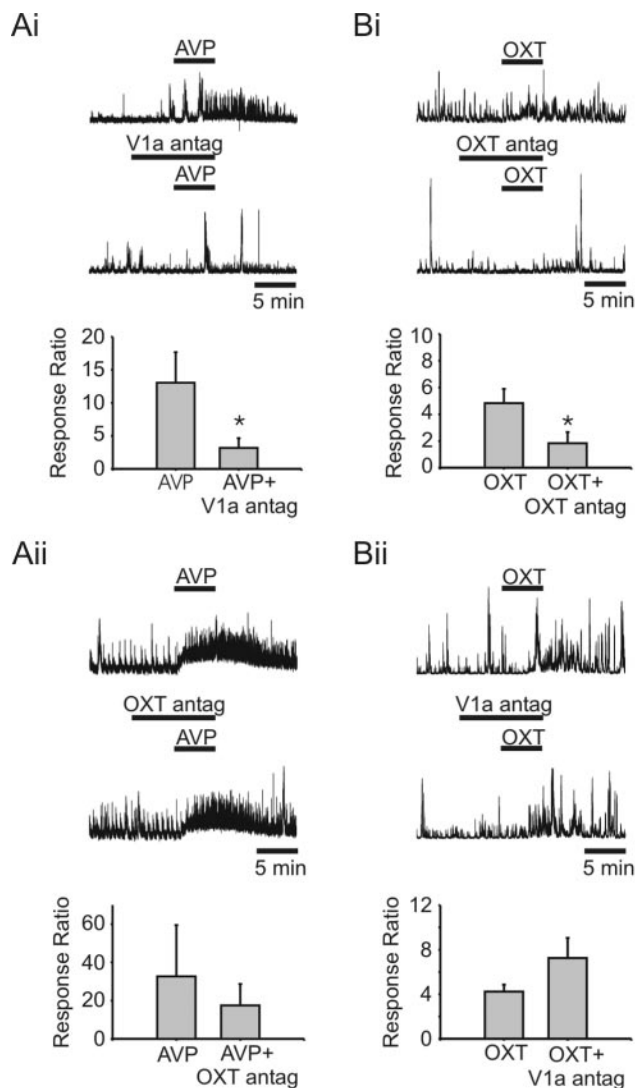 Ai
AVP
V1a antag
AVP
5 min
Response Ratio
20
15
10
5
0
*
AVP
AVP+
V1a antag
Bi
OXT
OXT antag
OXT
5 min
Response Ratio
10
8
6
4
2
0
*
OXT
OXT+
OXT antag
Aii
AVP
OXT antag
AVP
5 min
Response Ratio
60
40
20
0
AVP
AVP+
OXT antag
Bii
OXT
V1a antag
OXT
5 min
Response Ratio
12
8
4
0
OXT
OXT+
V1a antag